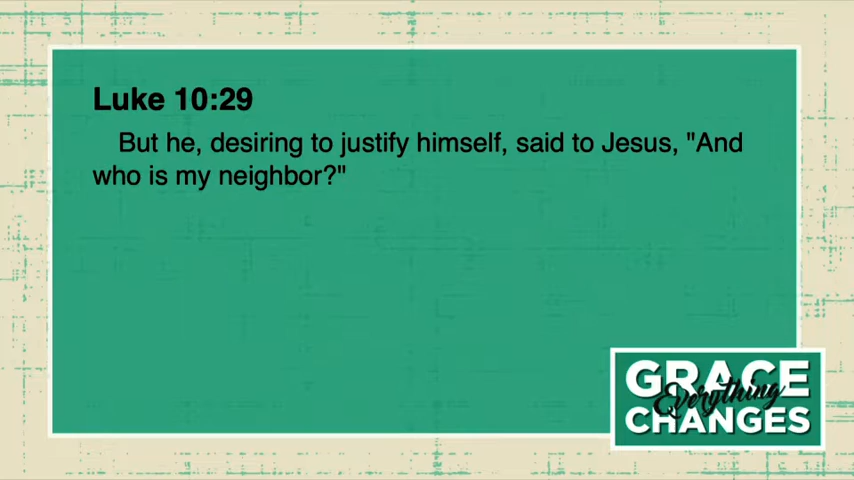 Luke 10:29
But he, desiring to justify himself, said to Jesus, "And
who is my neighbor?"
GRACE
Everything
CHANGES